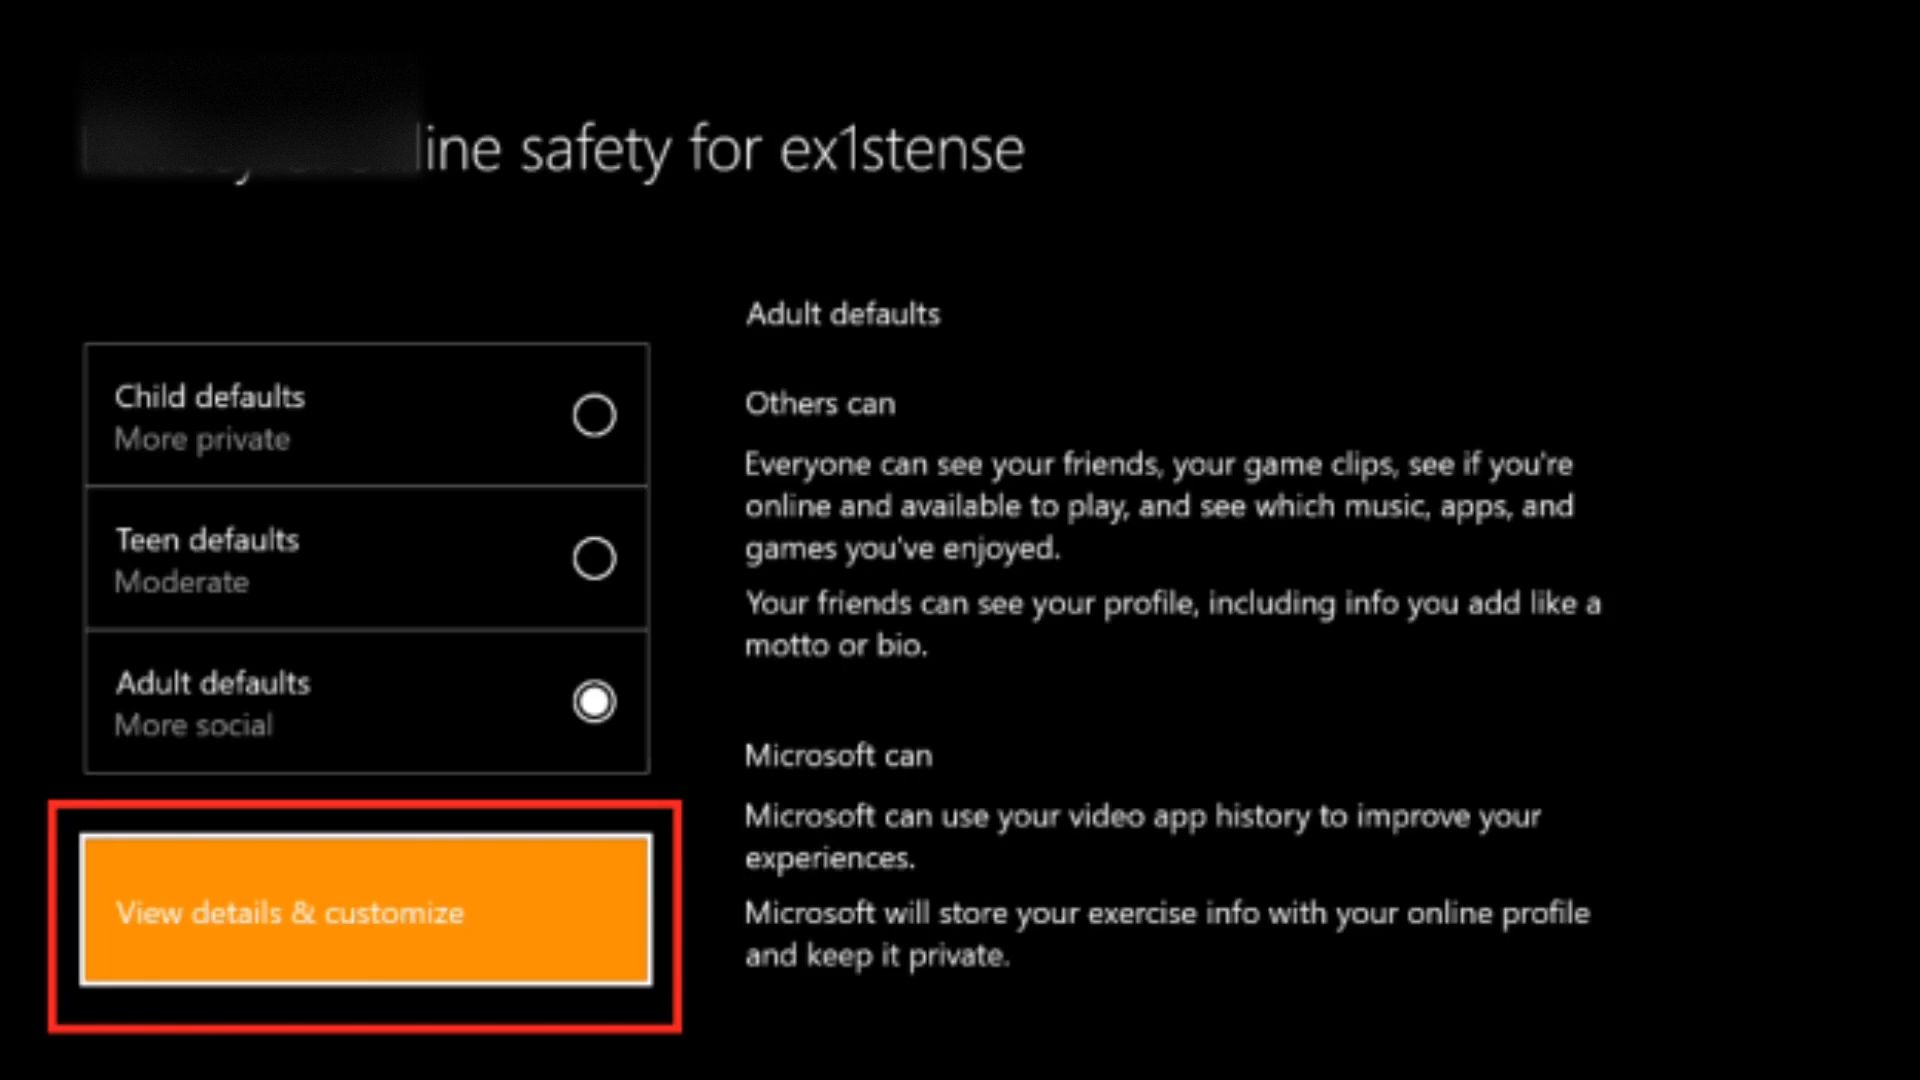 ine safety for ex1stense
Child defaults
More private
Teen defaults
Moderate
Adult defaults
More social
View details & customize
Adult defaults
Others can
Everyone can see your friends, your game clips, see if you're
online and available to play, and see which music, apps, and
games you've enjoyed.
Your friends can see your profile, including info you add like a
motto or bio.
Microsoft can
Microsoft can use your video app history to improve your
experiences.
Microsoft will store your exercise info with your online profile
and keep it private.